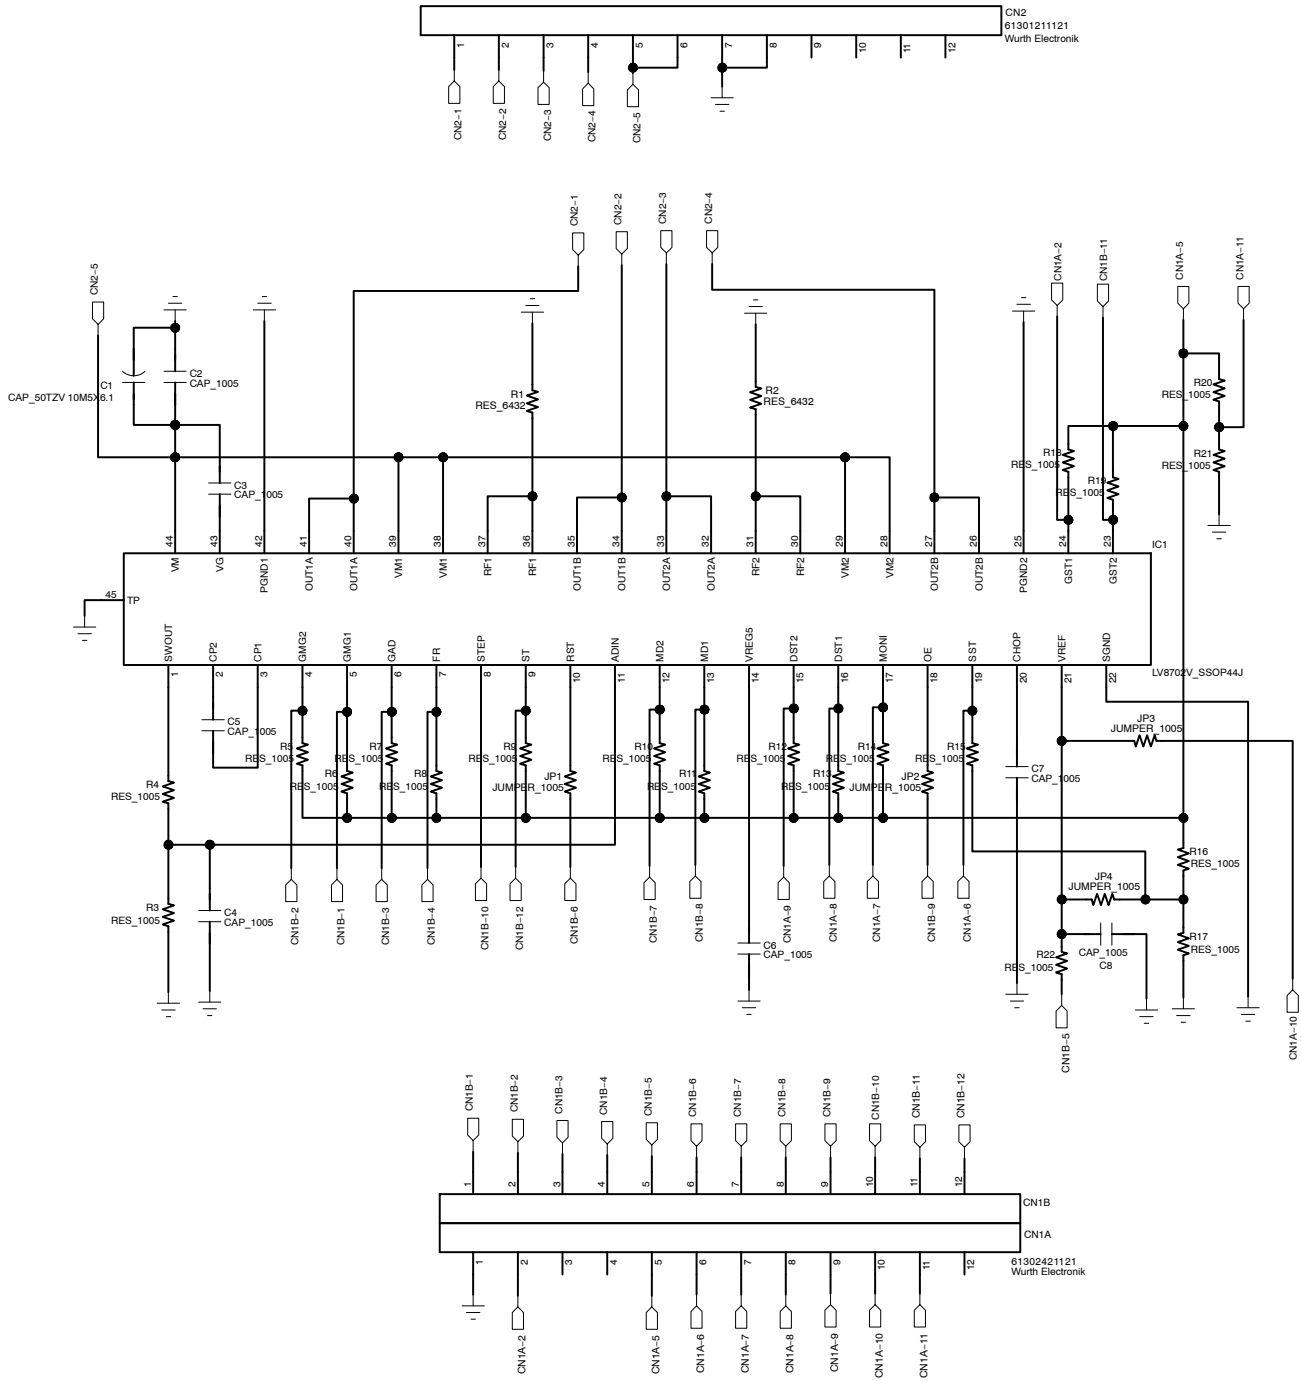 CN2
61301211121
Wurth Electronik
1 2 3 4 5 6 7 8 9 10 11 12
CN2-1 CN2-2 CN2-3 CN2-4 CN2-5
CN2-1 CN2-2 CN2-3 CN2-4
CN2-5
CN1A-2 CN1B-11 CN1A-5 CN1A-11
C1
CAP_50TZV 10M5X6.1
C2
CAP_1005
R1
RES_6432
R2
RES_6432
R20
RES_1005
R18
RES_1005
R21
RES_1005
R19
RES_1005
C3
CAP_1005
44 43 42 41 40 39 38 37 36 35 34 33 32 31 30 29 28 27 26 25 24 23
IC1
VM VG PGND1 OUT1A OUT1A VM1 VM1 RF1 RF1 OUT1B OUT1B OUT2A OUT2A RF2 RF2 VM2 VM2 OUT2B OUT2B PGND2 GST1 GST2
45 TP
SWOUT CP2 CP1 GMG2 GMG1 GAD FR STEP ST RST ADIN MD2 MD1 VREG5 DST2 DST1 MONI OE SST CHOP VREF SGND
1 2 3 4 5 6 7 8 9 10 11 12 13 14 15 16 17 18 19 20 21 22
LV8702V_SSOP44J
C5
CAP_1005
R5
RES_1005
R6
RES_1005
R7
RES_1005
R8
RES_1005
R9
RES_1005
JP1
JUMPER_1005
R10
RES_1005
R11
RES_1005
R12
RES_1005
R13
RES_1005
R14
RES_1005
JP2
JUMPER_1005
R15
RES_1005
C7
CAP_1005
JP3
JUMPER_1005
R4
RES_1005
R3
RES_1005
C4
CAP_1005
R16
RES_1005
JP4
JUMPER_1005
R17
RES_1005
CAP_1005
C8
R22
RES_1005
C6
CAP_1005
CN1B-2 CN1B-1 CN1B-3 CN1B-4 CN1B-10 CN1B-12 CN1B-6 CN1B-7 CN1B-8 CN1A-9 CN1A-8 CN1A-7 CN1B-9 CN1A-6
CN1B-5
CN1A-10
CN1B-1 CN1B-2 CN1B-3 CN1B-4 CN1B-5 CN1B-6 CN1B-7 CN1B-8 CN1B-9 CN1B-10 CN1B-11 CN1B-12
1 2 3 4 5 6 7 8 9 10 11 12
CN1B
CN1A
61302421121
Wurth Electronik
1 2 3 4 5 6 7 8 9 10 11 12
CN1A-2 CN1A-5 CN1A-6 CN1A-7 CN1A-8 CN1A-9 CN1A-10 CN1A-11